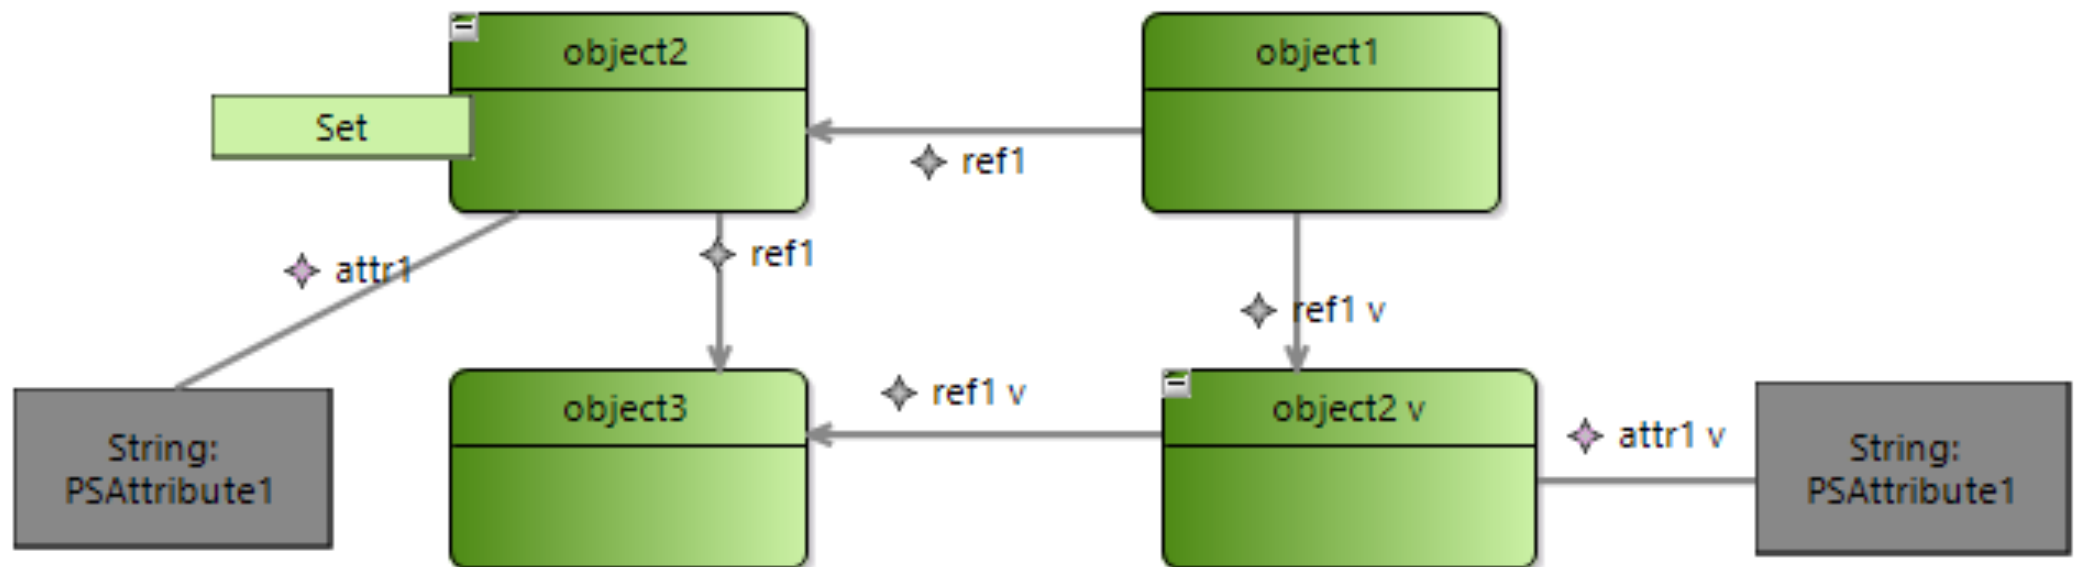 object2
object1
Set
ref1
attr1
ref1
ref1 v
object3
ref1 v
object2 v
attr1 v
String:
PSAttribute1
String:
PSAttribute1